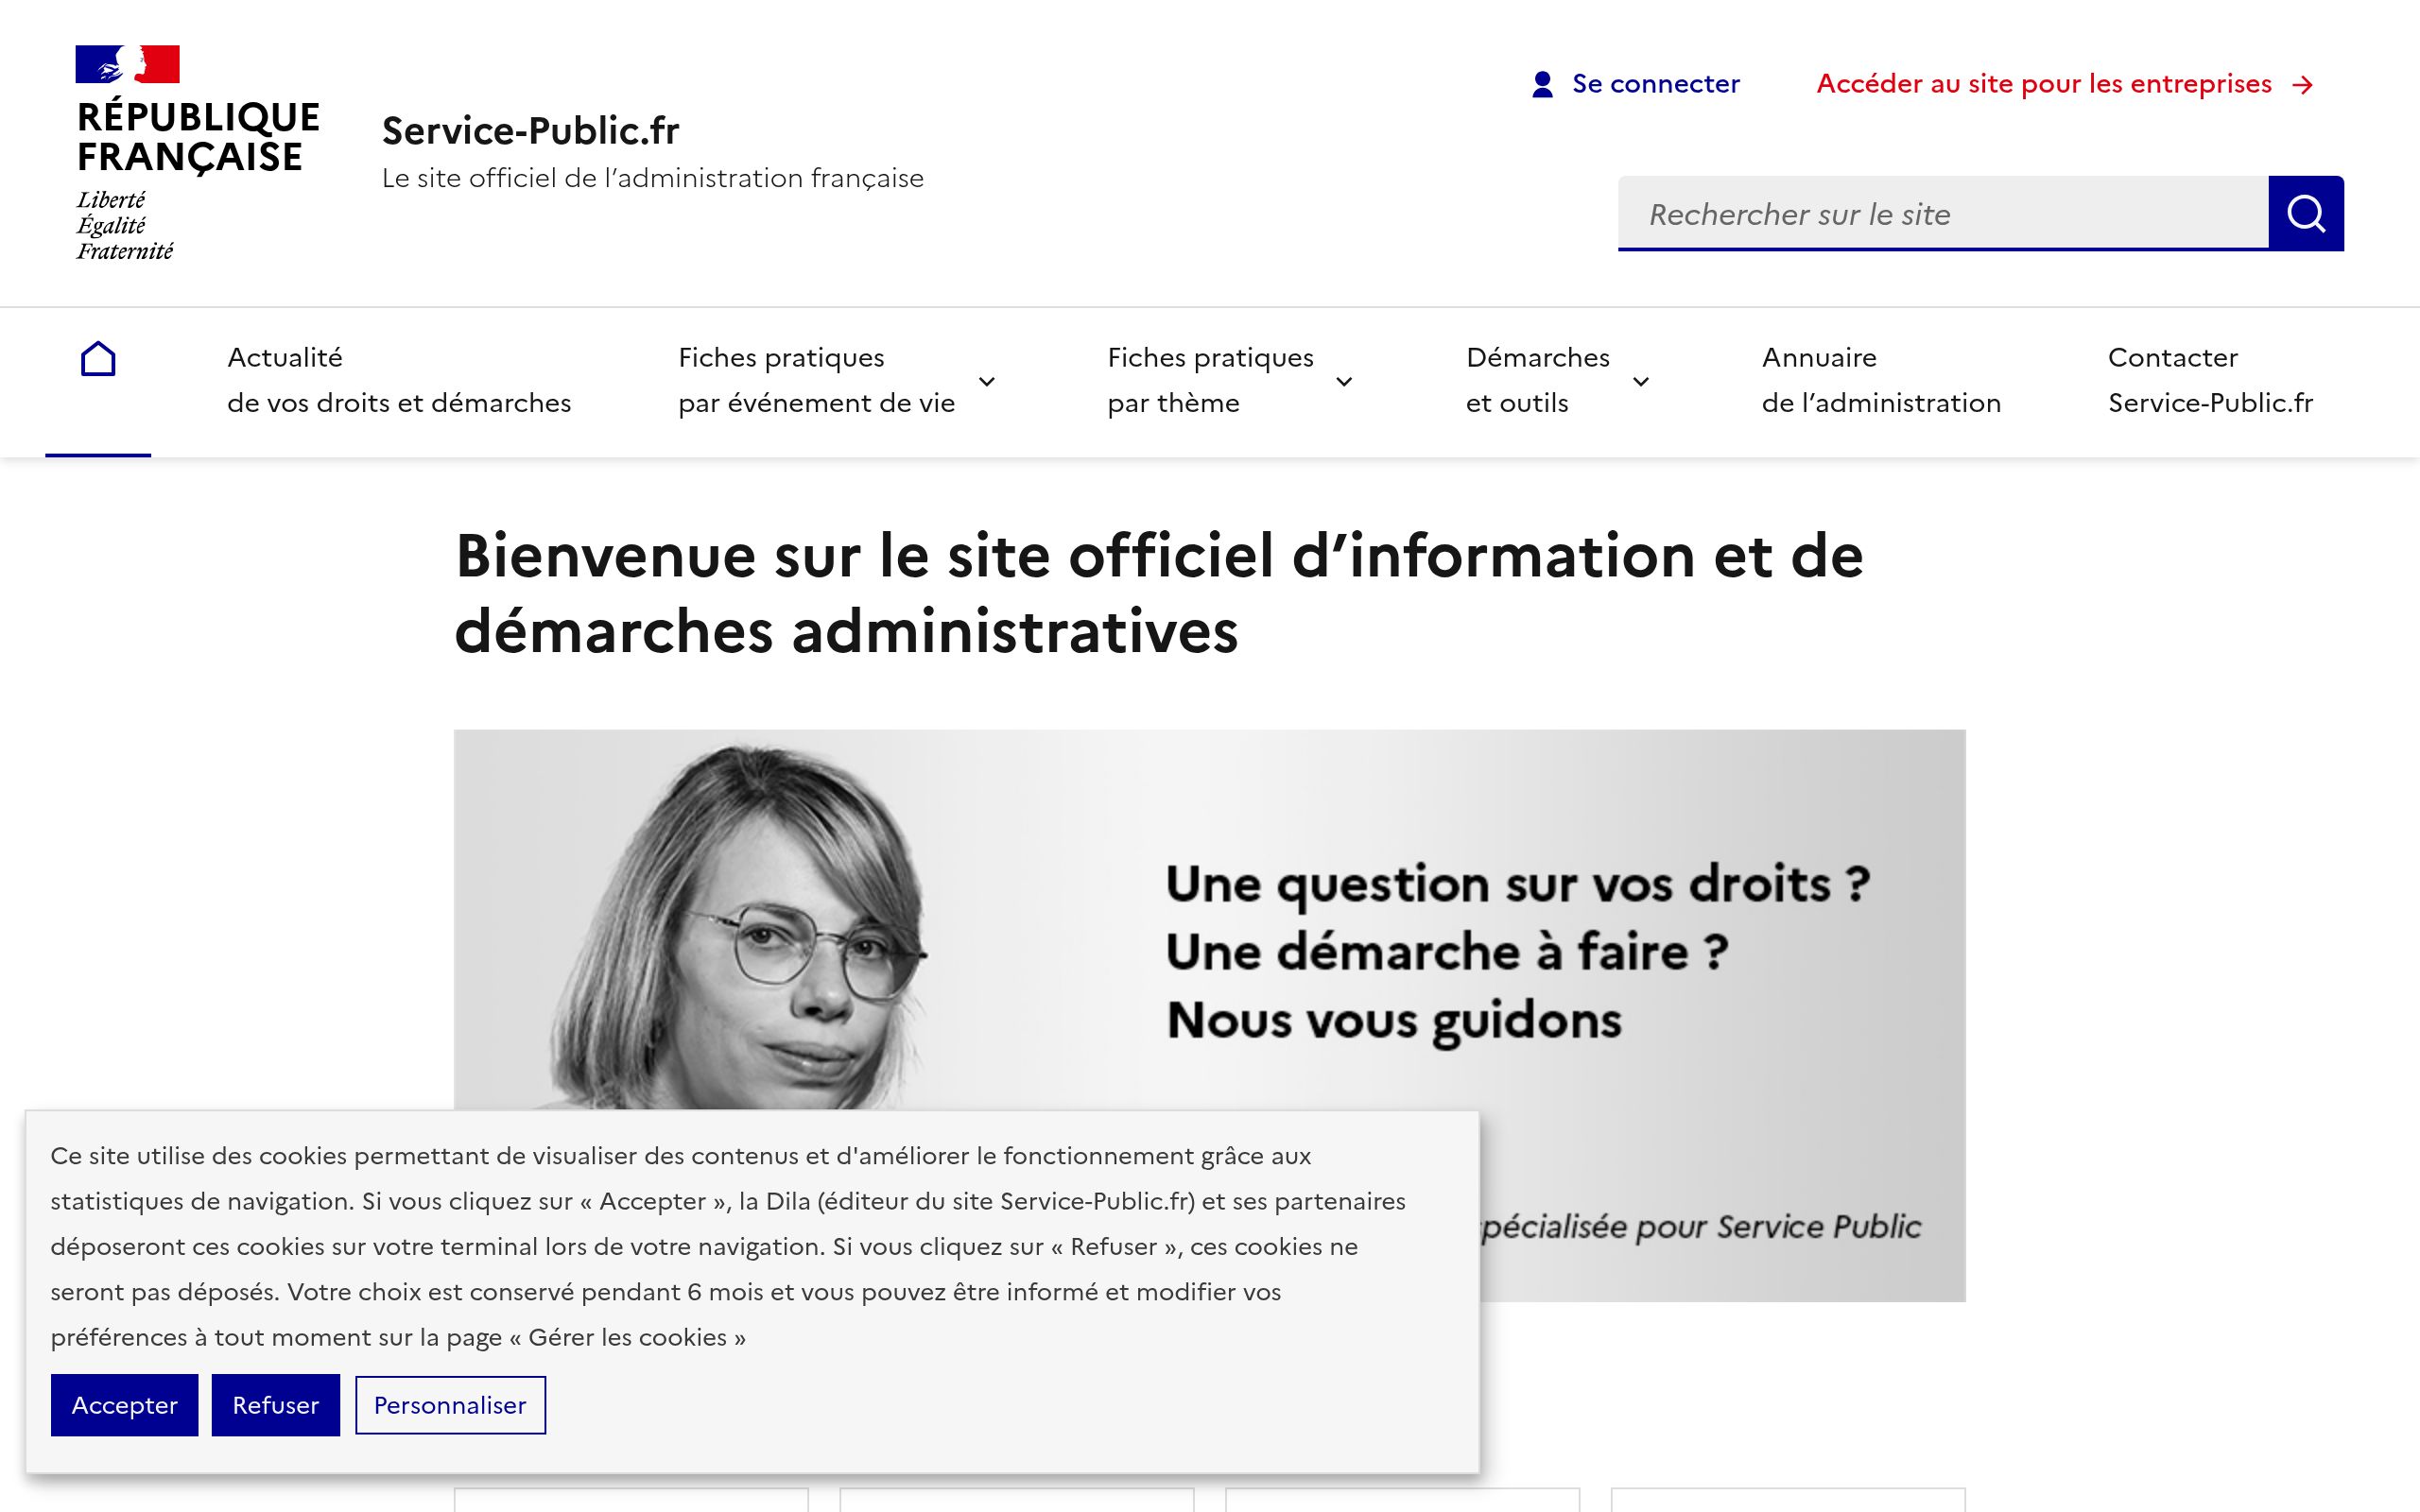 RÉPUBLIQUE
FRANÇAISE
Liberté
Égalité
Fraternité
Service-Public.fr
Le site officiel de l’administration française
Se connecter
Accéder au site pour les entreprises
Rechercher sur le site
Actualité
de vos droits et démarches
Fiches pratiques
par événement de vie
Fiches pratiques
par thème
Démarches
et outils
Annuaire
de l’administration
Contacter
Service-Public.fr
Bienvenue sur le site officiel d’information et de
démarches administratives
Une question sur vos droits ?
Une démarche à faire ?
Nous vous guidons
spécialisée pour Service Public
Ce site utilise des cookies permettant de visualiser des contenus et d'améliorer le fonctionnement grâce aux
statistiques de navigation. Si vous cliquez sur « Accepter », la Dila (éditeur du site Service-Public.fr) et ses partenaires
déposeront ces cookies sur votre terminal lors de votre navigation. Si vous cliquez sur « Refuser », ces cookies ne
seront pas déposés. Votre choix est conservé pendant 6 mois et vous pouvez être informé et modifier vos
préférences à tout moment sur la page « Gérer les cookies »
Accepter
Refuser
Personnaliser